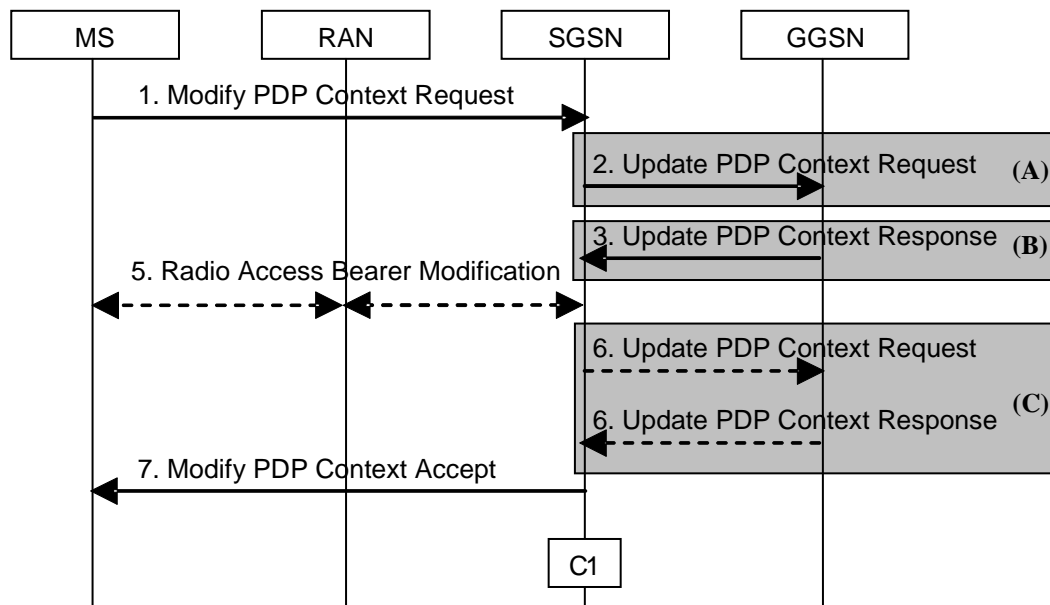 MS RAN SGSN GGSN
1. Modify PDP Context Request
2. Update PDP Context Request (A)
3. Update PDP Context Response (B)
5. Radio Access Bearer Modification
6. Update PDP Context Request
(C)
6. Update PDP Context Response
7. Modify PDP Context Accept
C1